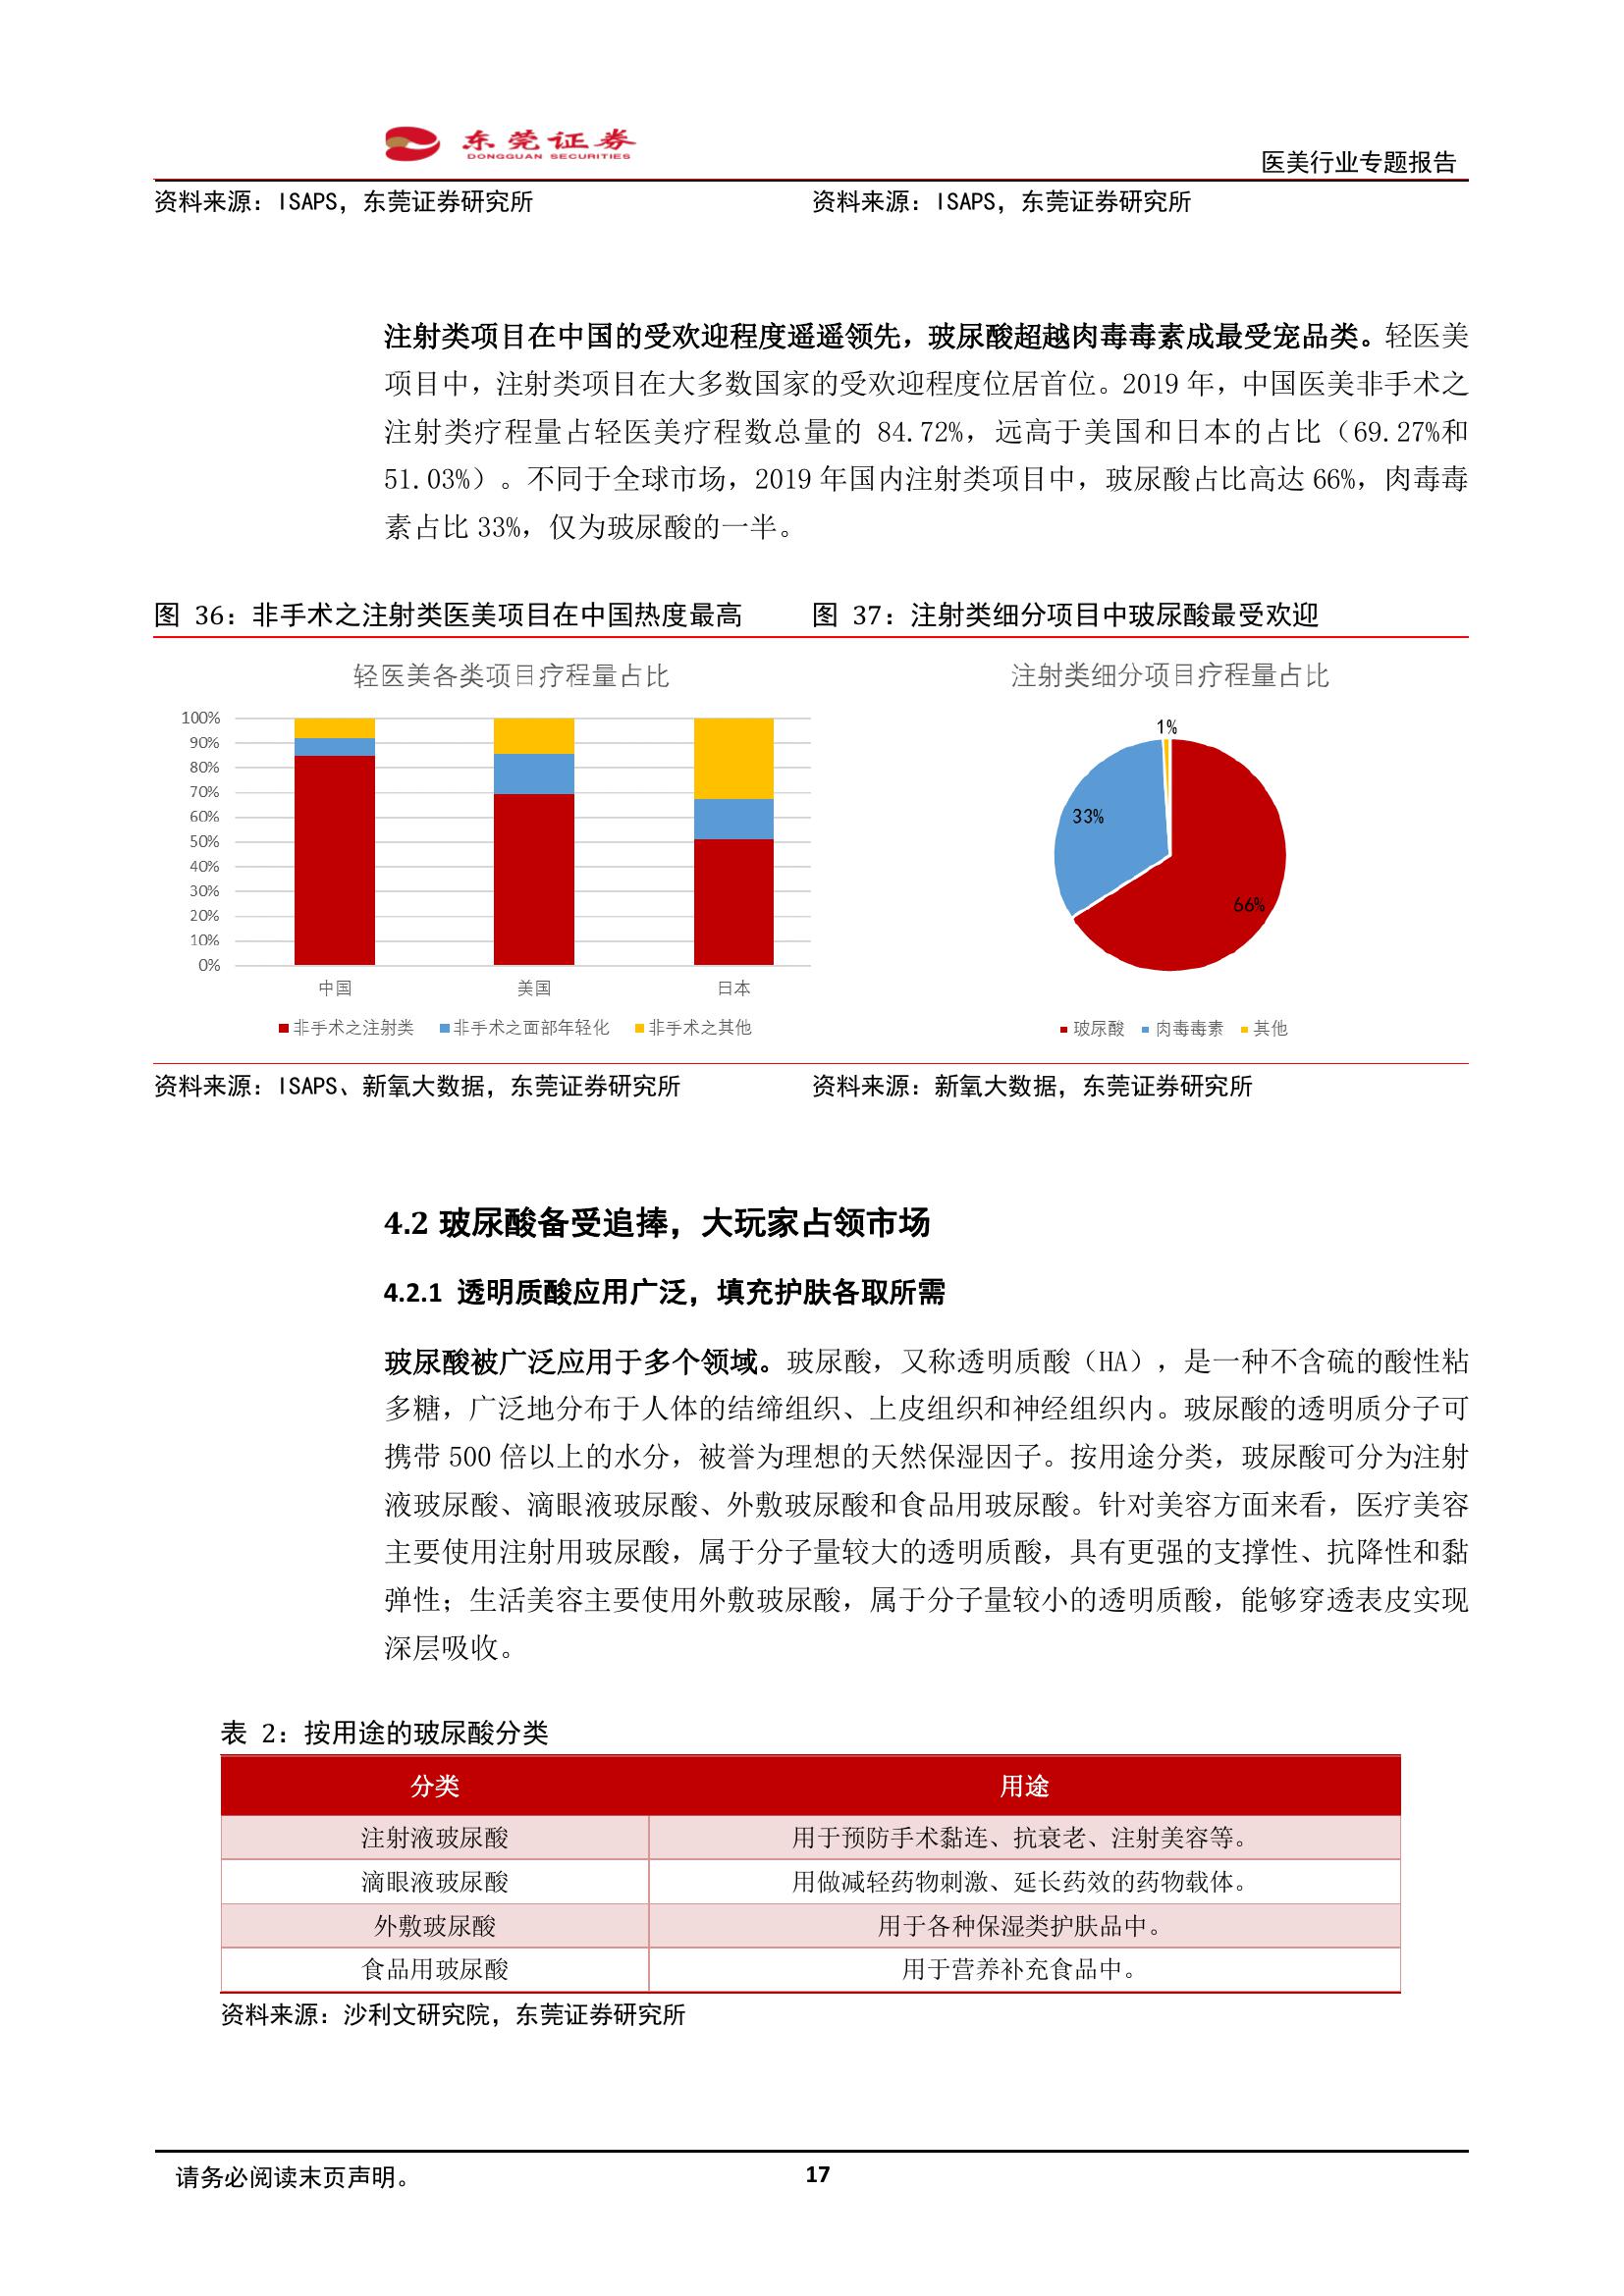 东莞证券
DONGGUAN SECURITIES
医美行业专题报告
资料来源：ISAPS，东莞证券研究所
资料来源：ISAPS，东莞证券研究所
注射类项目在中国的受欢迎程度遥遥领先，玻尿酸超越肉毒毒素成最受宠品类。轻医美
项目中，注射类项目在大多数国家的受欢迎程度位居首位。2019 年，中国医美非手术之
注射类疗程量占轻医美疗程数总量的 84.72%，远高于美国和日本的占比（69.27%和
51.03%）。不同于全球市场，2019 年国内注射类项目中，玻尿酸占比高达 66%，肉毒毒
素占比 33%，仅为玻尿酸的一半。
图 36：非手术之注射类医美项目在中国热度最高
轻医美各类项目疗程量占比
100%
90%
80%
70%
60%
50%
40%
30%
20%
10%
0%
中国 美国 日本
非手术之注射类 非手术之面部年轻化 非手术之其他
资料来源：ISAPS、新氧大数据，东莞证券研究所
图 37：注射类细分项目中玻尿酸最受欢迎
注射类细分项目疗程量占比
1%
33%
66%
玻尿酸 肉毒毒素 其他
资料来源：新氧大数据，东莞证券研究所
4.2 玻尿酸备受追捧，大玩家占领市场
4.2.1 透明质酸应用广泛，填充护肤各取所需
玻尿酸被广泛应用于多个领域。玻尿酸，又称透明质酸（HA），是一种不含硫的酸性粘
多糖，广泛地分布于人体的结缔组织、上皮组织和神经组织内。玻尿酸的透明质分子可
携带 500 倍以上的水分，被誉为理想的天然保湿因子。按用途分类，玻尿酸可分为注射
液玻尿酸、滴眼液玻尿酸、外敷玻尿酸和食品用玻尿酸。针对美容方面来看，医疗美容
主要使用注射用玻尿酸，属于分子量较大的透明质酸，具有更强的支撑性、抗降性和黏
弹性；生活美容主要使用外敷玻尿酸，属于分子量较小的透明质酸，能够穿透表皮实现
深层吸收。
表 2：按用途的玻尿酸分类
分类 用途
注射液玻尿酸 用于预防手术黏连、抗衰老、注射美容等。
滴眼液玻尿酸 用做减轻药物刺激、延长药效的药物载体。
外敷玻尿酸 用于各种保湿类护肤品中。
食品用玻尿酸 用于营养补充食品中。
资料来源：沙利文研究院，东莞证券研究所
请务必阅读末页声明。
17